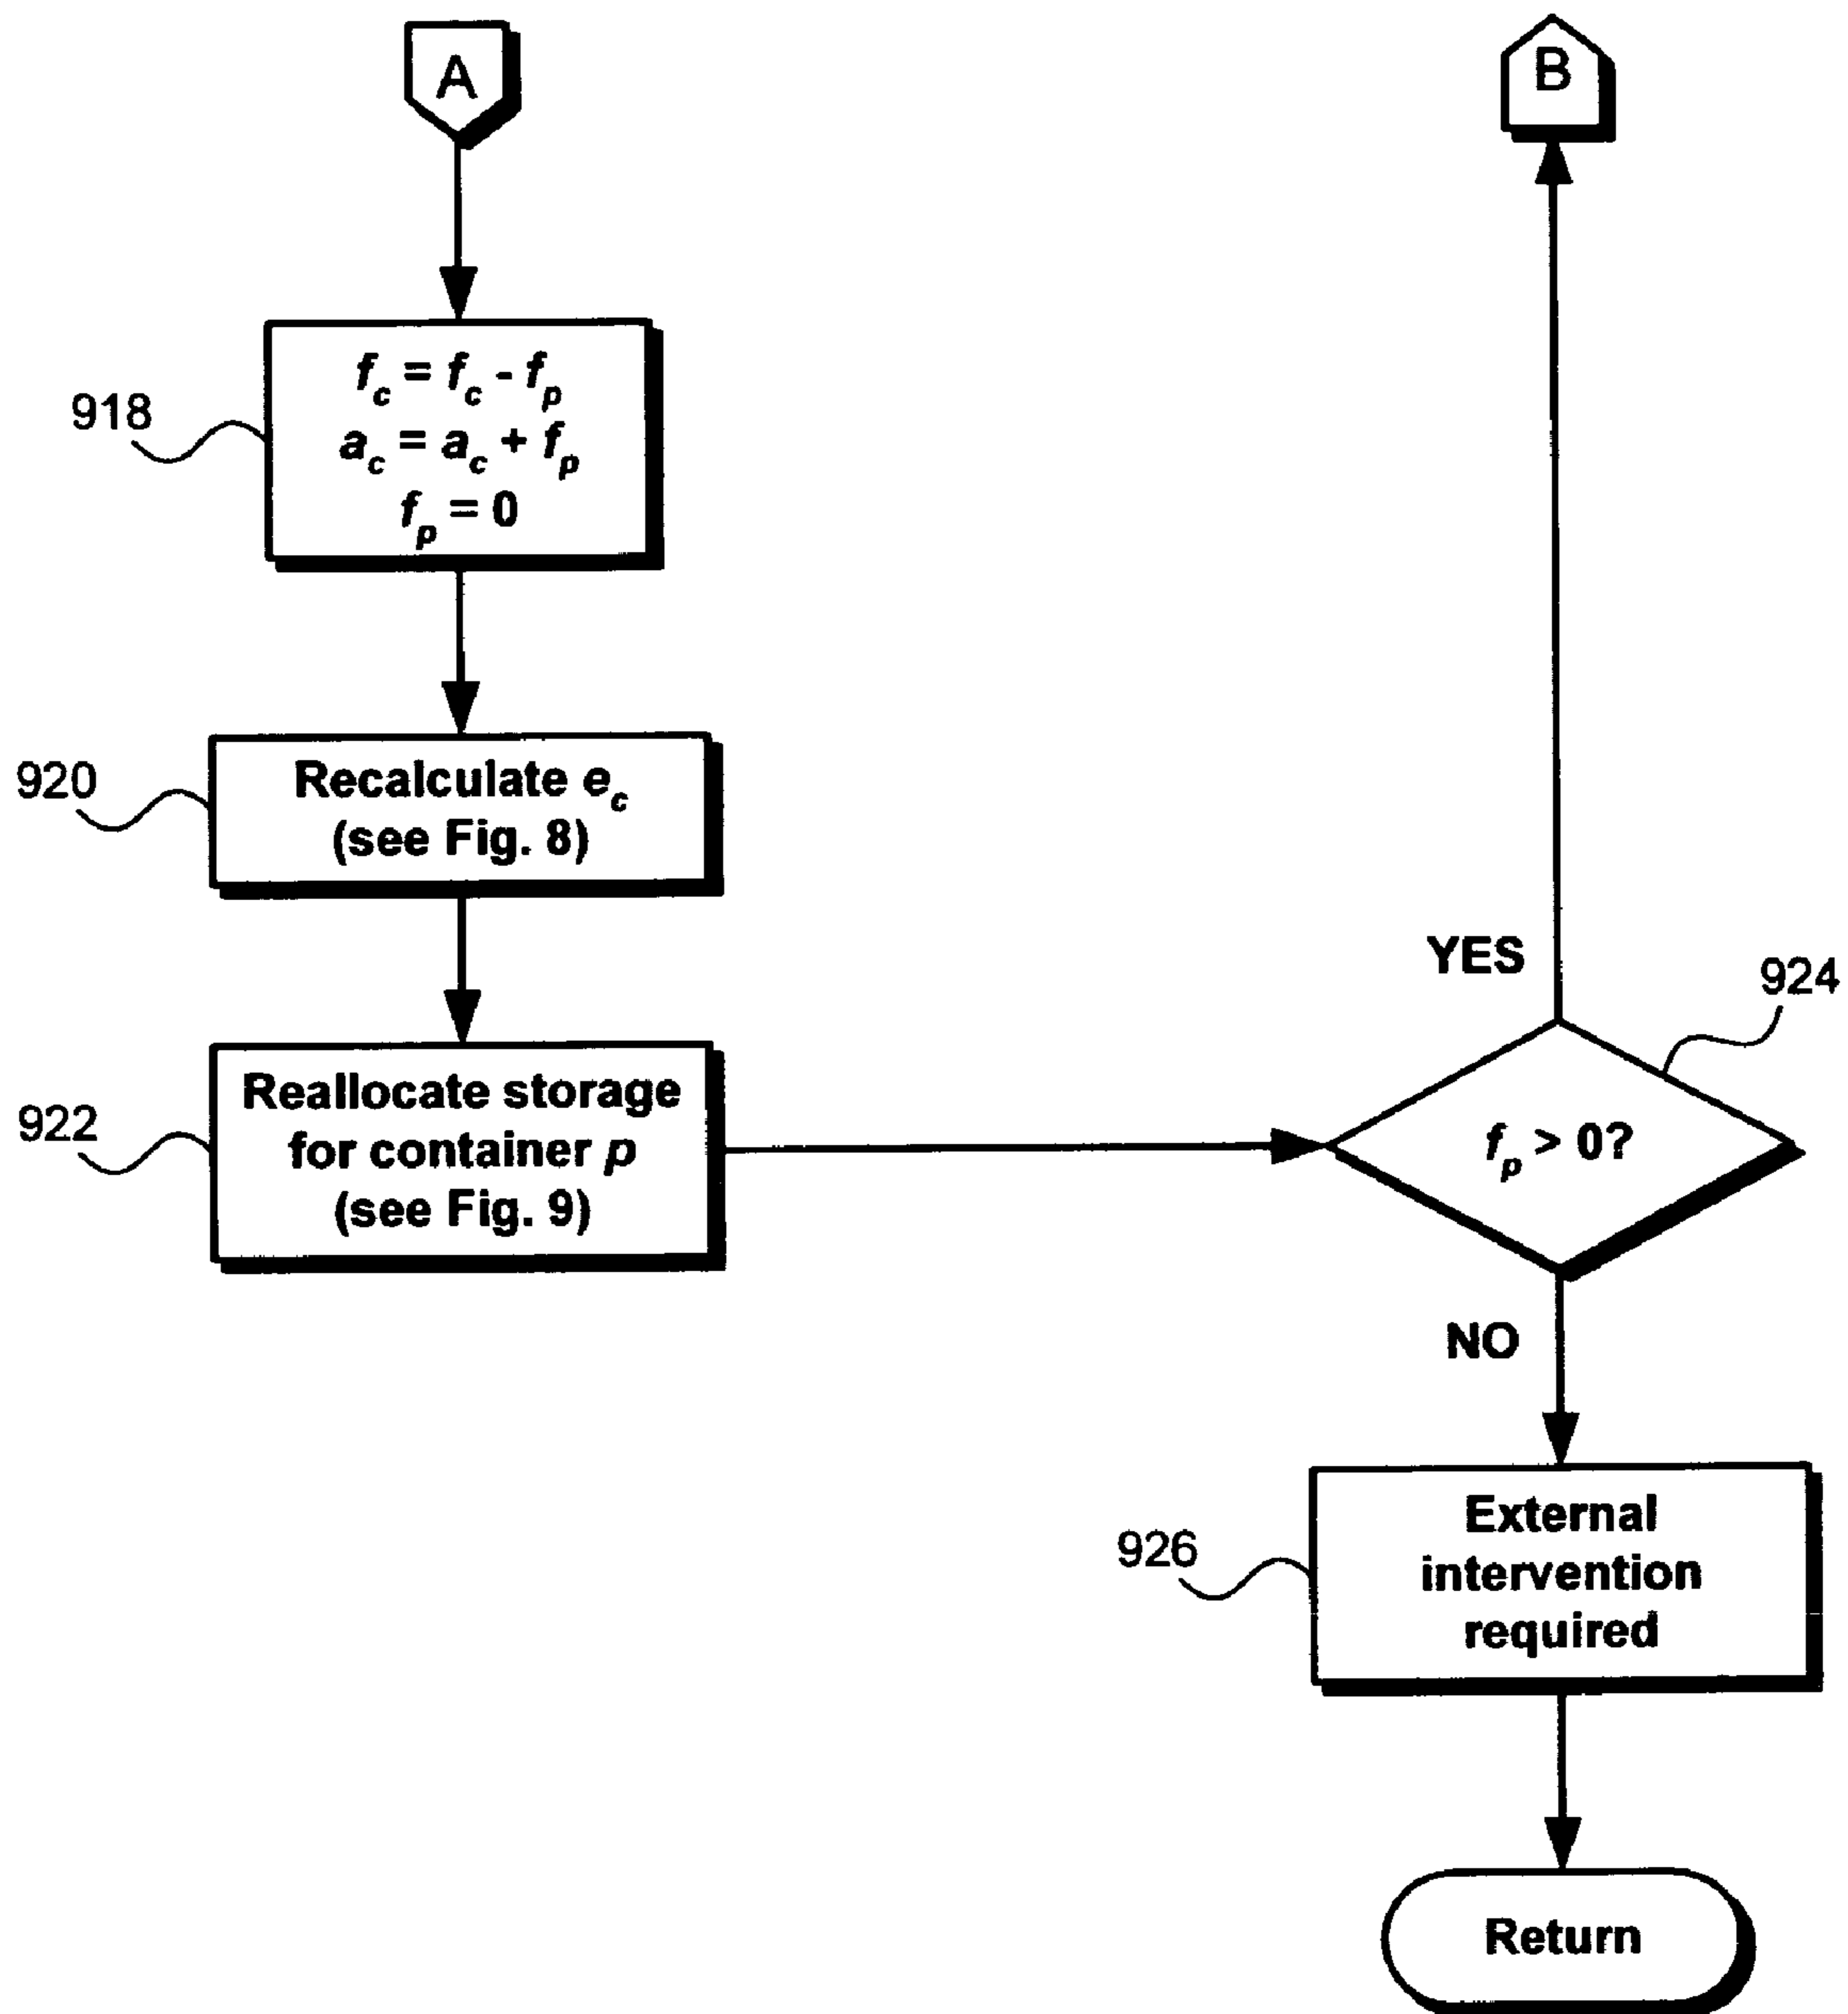 A
B
918
f_c = f_c - f_p
a_c = a_c + f_p
f_p = 0
920
Recalculate e_c
(see Fig. 8)
922
Reallocate storage
for container p
(see Fig. 9)
YES
924
f_p > 0?
NO
926
External
intervention
required
Return